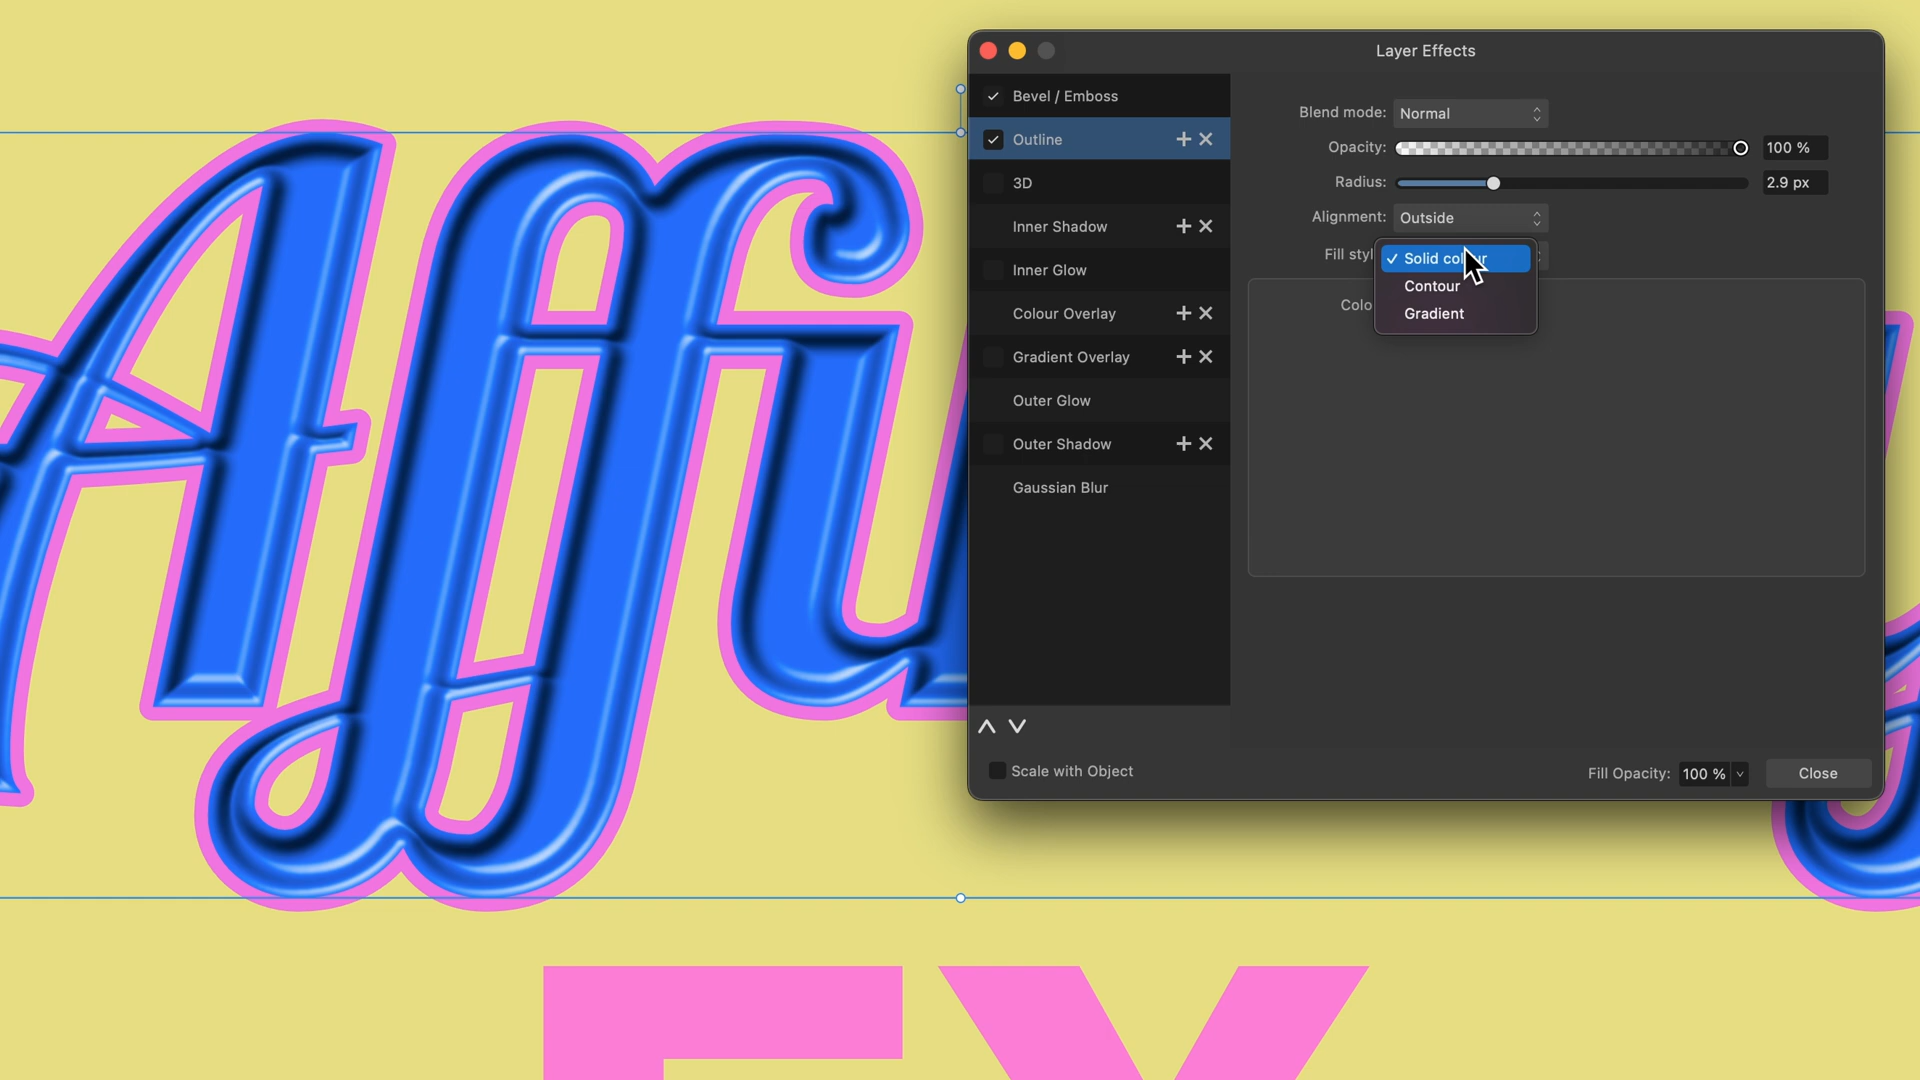 Affi
Layer Effects
Bevel / Emboss
Outline
3D
Inner Shadow
Inner Glow
Colour Overlay
Gradient Overlay
Outer Glow
Outer Shadow
Gaussian Blur
Scale with Object
Blend mode: Normal
Opacity: 100 %
Radius: 2.9 px
Alignment: Outside
Fill styl
Solid colour
Contour
Gradient
Colo
Fill Opacity: 100 %
Close
FX